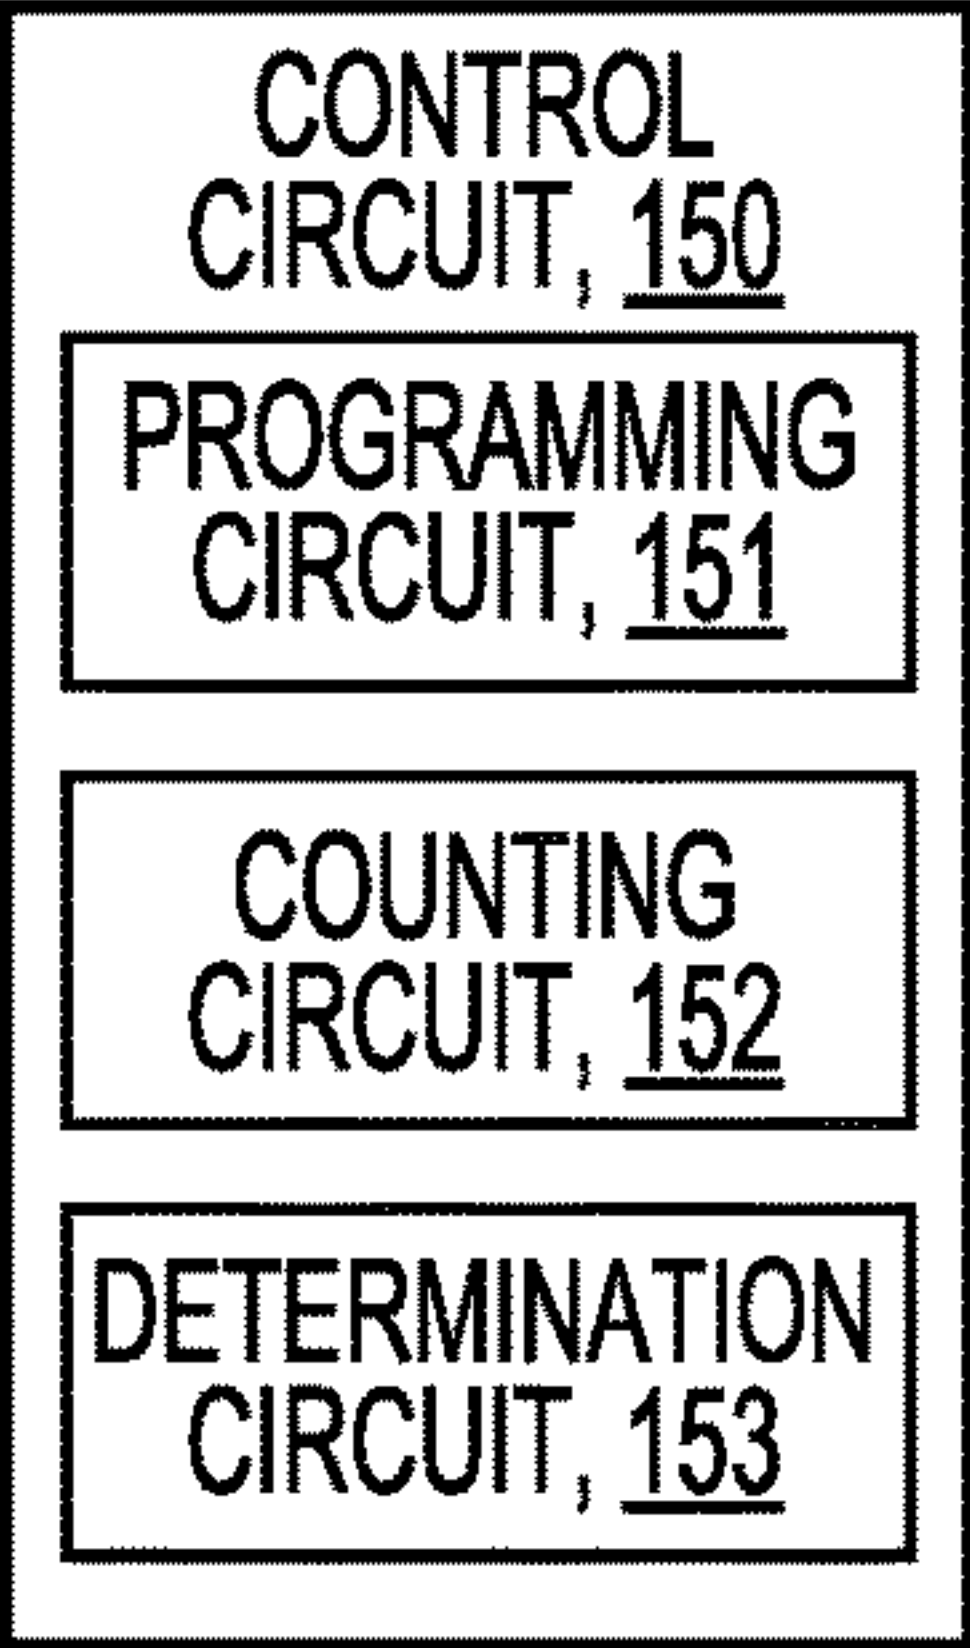 CONTROL
CIRCUIT, 150
PROGRAMMING
CIRCUIT, 151
COUNTING
CIRCUIT, 152
DETERMINATION
CIRCUIT, 153